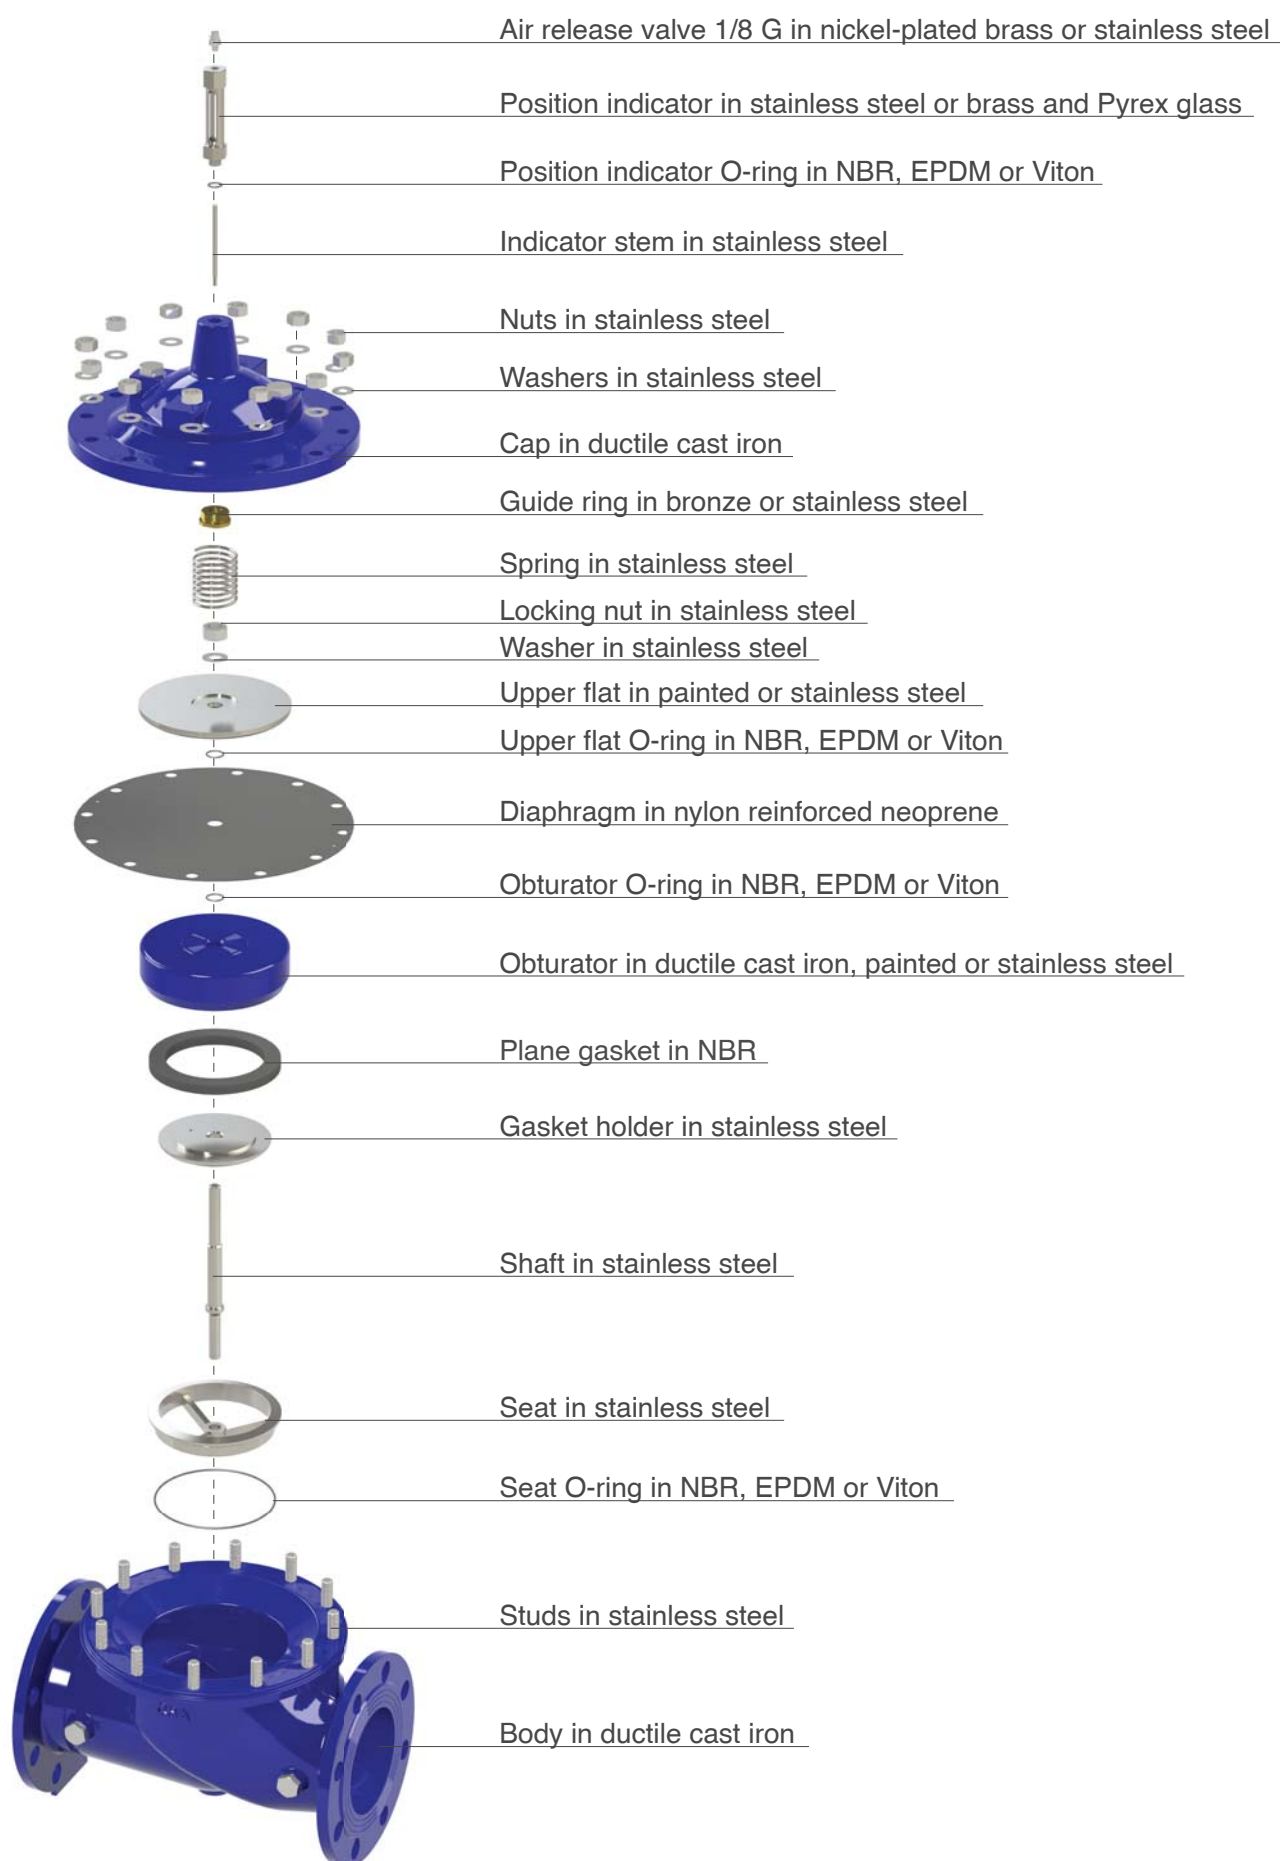 Air release valve 1/8 G in nickel-plated brass or stainless steel
Position indicator in stainless steel or brass and Pyrex glass
Position indicator O-ring in NBR, EPDM or Viton
Indicator stem in stainless steel
Nuts in stainless steel
Washers in stainless steel
Cap in ductile cast iron
Guide ring in bronze or stainless steel
Spring in stainless steel
Locking nut in stainless steel
Washer in stainless steel
Upper flat in painted or stainless steel
Upper flat O-ring in NBR, EPDM or Viton
Diaphragm in nylon reinforced neoprene
Obturator O-ring in NBR, EPDM or Viton
Obturator in ductile cast iron, painted or stainless steel
Plane gasket in NBR
Gasket holder in stainless steel
Shaft in stainless steel
Seat in stainless steel
Seat O-ring in NBR, EPDM or Viton
Studs in stainless steel
Body in ductile cast iron